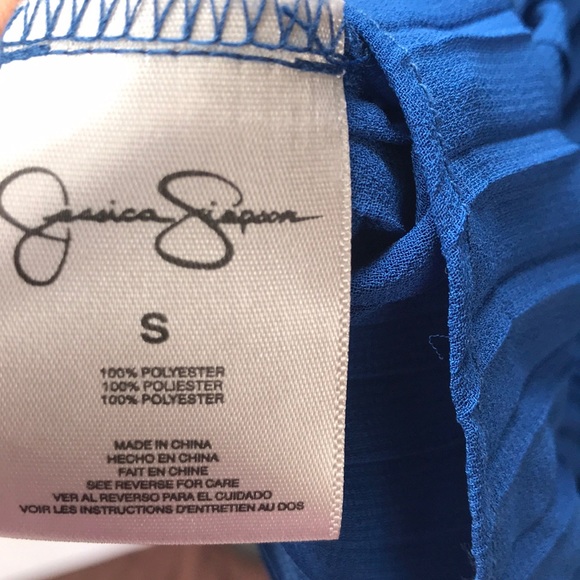 Jessica Simpson
S
100% POLYESTER
100% POLIESTER
100% POLYESTER
MADE IN CHINA
HECHO EN CHINA
FAIT EN CHINE
SEE REVERSE FOR CARE
VER AL REVERSO PARA EL CUIDADO
VOIR LES INSTRUCTIONS D'ENTRETIEN AU DOS